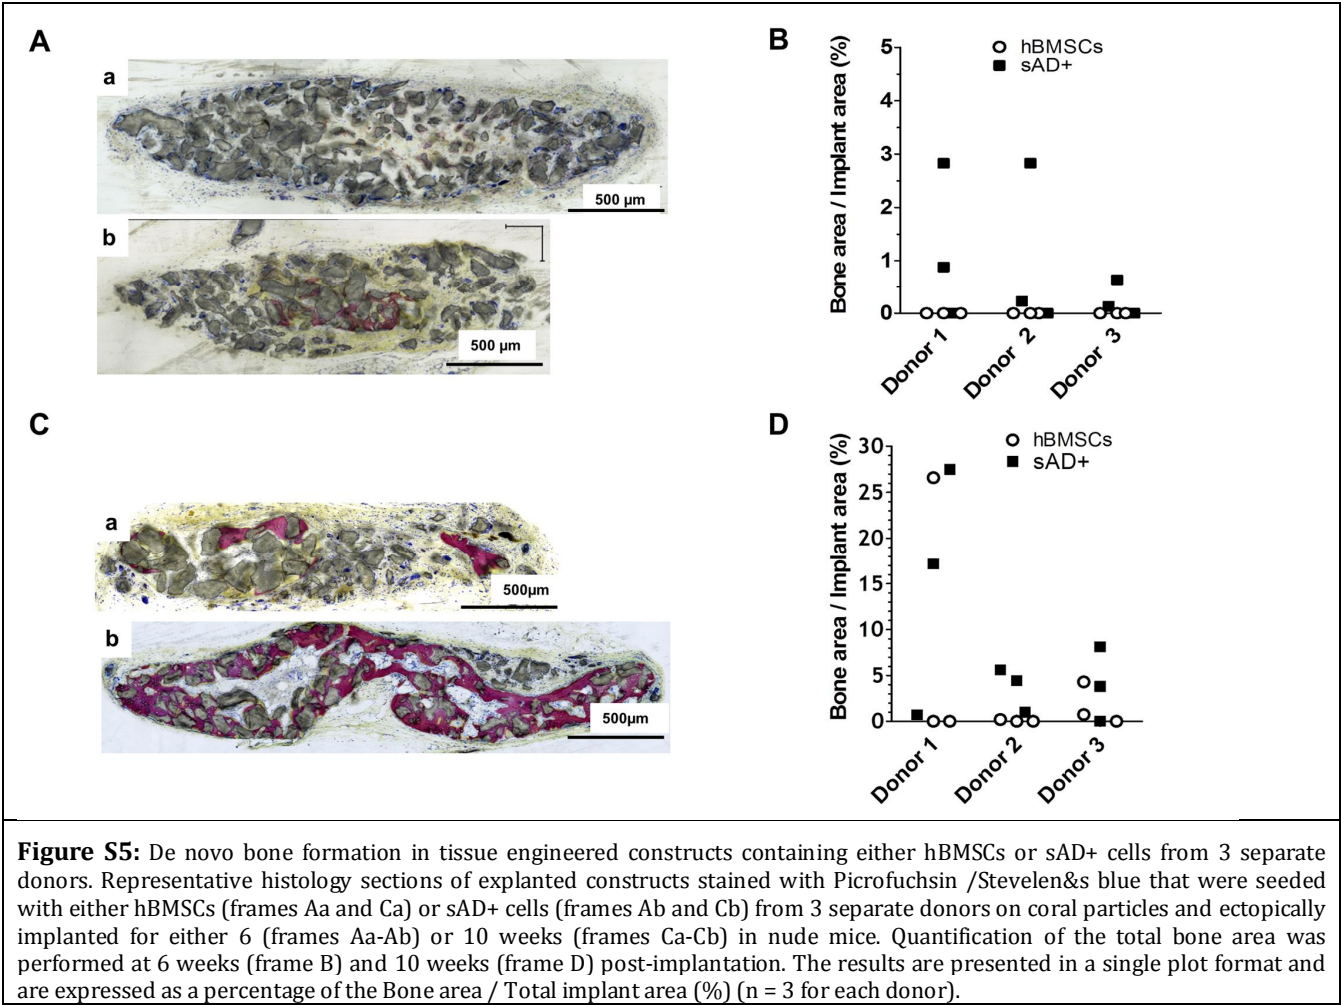 A
a
500 µm
b
500 µm
B
Bone area / Implant area (%)
hBMSCs
sAD+
5
4
3
2
1
0
Donor 1
Donor 2
Donor 3
C
a
500µm
b
500µm
D
Bone area / Implant area (%)
hBMSCs
sAD+
30
25
20
15
10
5
0
Donor 1
Donor 2
Donor 3
Figure S5: De novo bone formation in tissue engineered constructs containing either hBMSCs or sAD+ cells from 3 separate
donors. Representative histology sections of explanted constructs stained with Picrofuchsin /Stevelen&s blue that were seeded
with either hBMSCs (frames Aa and Ca) or sAD+ cells (frames Ab and Cb) from 3 separate donors on coral particles and ectopically
implanted for either 6 (frames Aa-Ab) or 10 weeks (frames Ca-Cb) in nude mice. Quantification of the total bone area was
performed at 6 weeks (frame B) and 10 weeks (frame D) post-implantation. The results are presented in a single plot format and
are expressed as a percentage of the Bone area / Total implant area (%) (n = 3 for each donor).